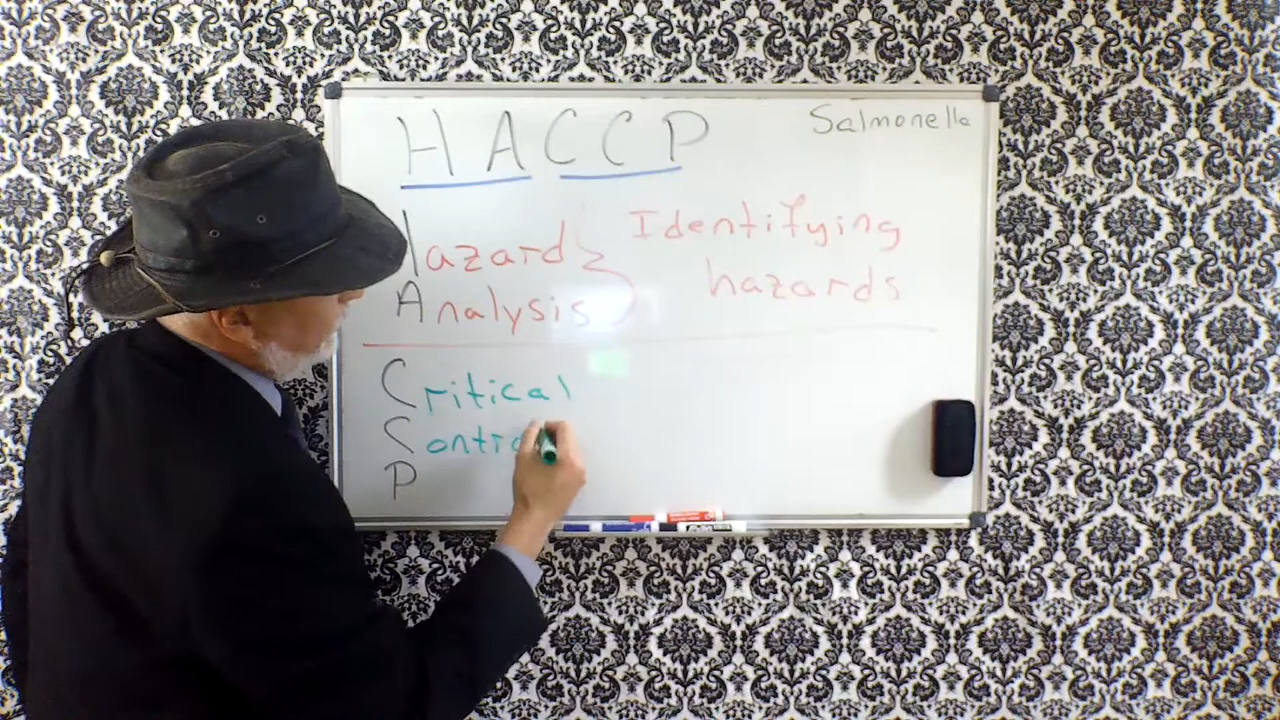 HACCP
Salmonella
Hazard
Analysis
Identifying
hazards
Critical
Contro
P